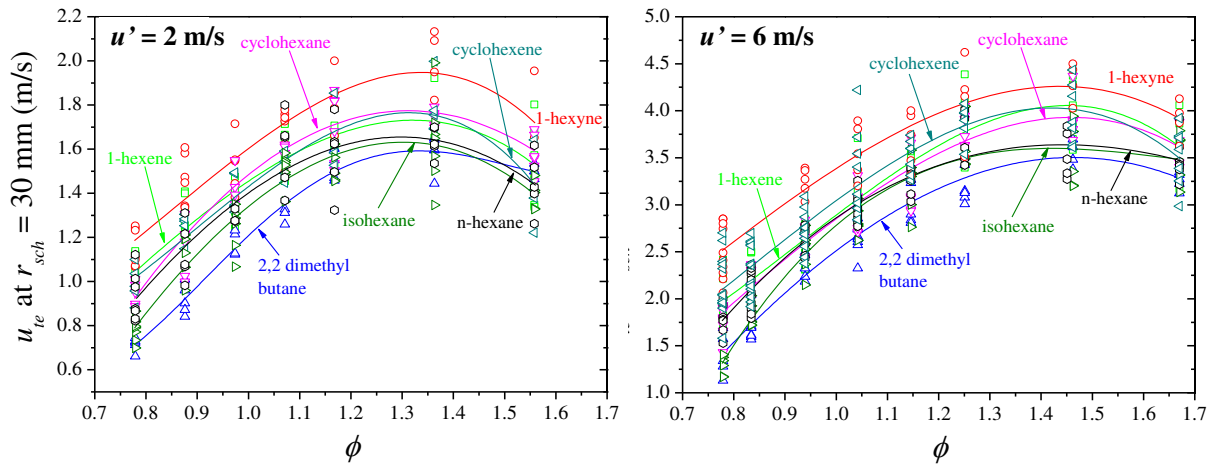 u' = 2 m/s
cyclohexane
cyclohexene
1-hexyne
1-hexene
isohexane
n-hexane
2,2 dimethyl
butane
u_te at r_sch = 30 mm (m/s)
2.2
2.0
1.8
1.6
1.4
1.2
1.0
0.8
0.6
0.7 0.8 0.9 1.0 1.1 1.2 1.3 1.4 1.5 1.6 1.7
ϕ
u' = 6 m/s
cyclohexane
cyclohexene
1-hexyne
1-hexene
n-hexane
isohexane
2,2 dimethyl
butane
5.0
4.5
4.0
3.5
3.0
2.5
2.0
1.5
1.0
0.7 0.8 0.9 1.0 1.1 1.2 1.3 1.4 1.5 1.6 1.7
ϕ